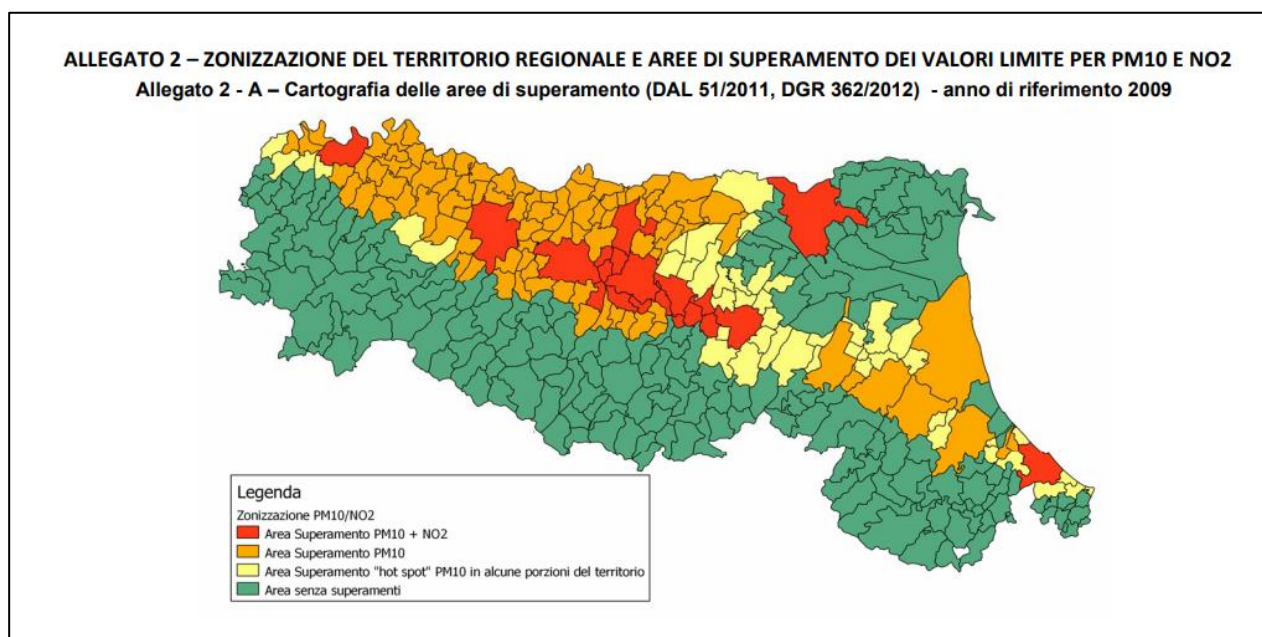 ALLEGATO 2 – ZONIZZAZIONE DEL TERRITORIO REGIONALE E AREE DI SUPERAMENTO DEI VALORI LIMITE PER PM10 E NO2
Allegato 2 - A – Cartografia delle aree di superamento (DAL 51/2011, DGR 362/2012) - anno di riferimento 2009
Legenda
Zonizzazione PM10/NO2
Area Superamento PM10 + NO2
Area Superamento PM10
Area Superamento "hot spot" PM10 in alcune porzioni del territorio
Area senza superamenti